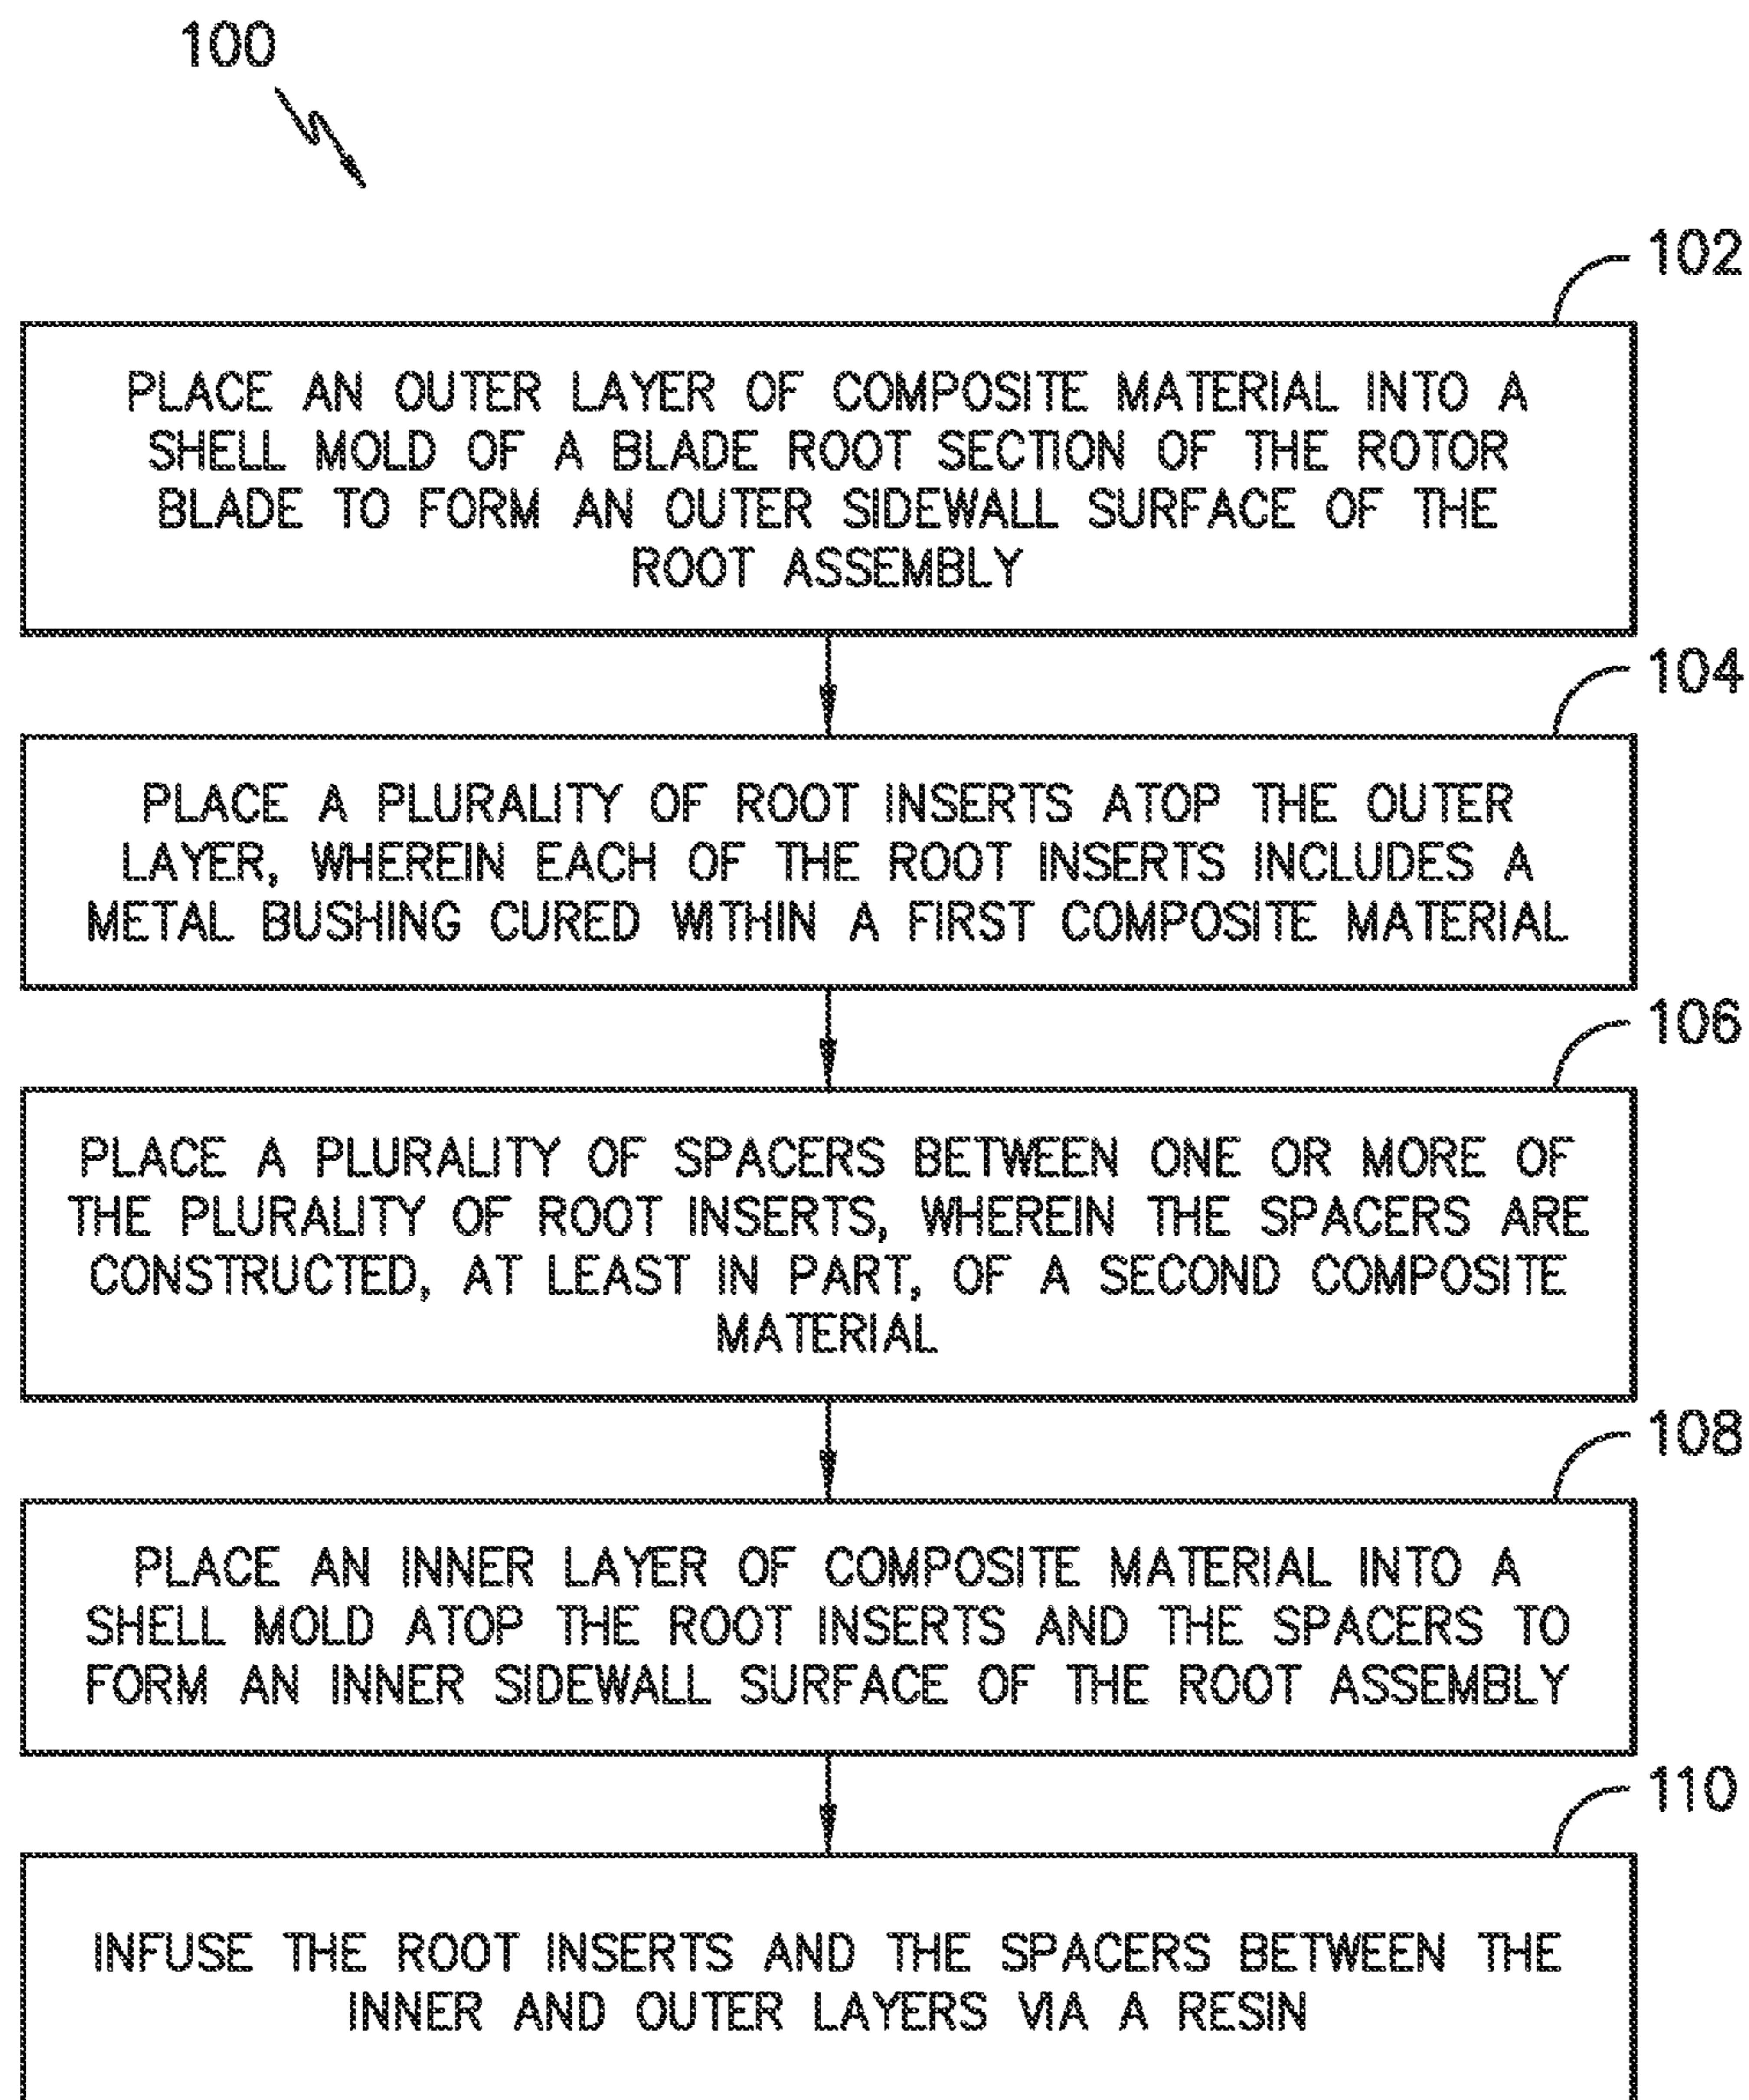 100
102
PLACE AN OUTER LAYER OF COMPOSITE MATERIAL INTO A
SHELL MOLD OF A BLADE ROOT SECTION OF THE ROTOR
BLADE TO FORM AN OUTER SIDEWALL SURFACE OF THE
ROOT ASSEMBLY
104
PLACE A PLURALITY OF ROOT INSERTS ATOP THE OUTER
LAYER, WHEREIN EACH OF THE ROOT INSERTS INCLUDES A
METAL BUSHING CURED WITHIN A FIRST COMPOSITE MATERIAL
106
PLACE A PLURALITY OF SPACERS BETWEEN ONE OR MORE OF
THE PLURALITY OF ROOT INSERTS, WHEREIN THE SPACERS ARE
CONSTRUCTED, AT LEAST IN PART, OF A SECOND COMPOSITE
MATERIAL
108
PLACE AN INNER LAYER OF COMPOSITE MATERIAL INTO A
SHELL MOLD ATOP THE ROOT INSERTS AND THE SPACERS TO
FORM AN INNER SIDEWALL SURFACE OF THE ROOT ASSEMBLY
110
INFUSE THE ROOT INSERTS AND THE SPACERS BETWEEN THE
INNER AND OUTER LAYERS VIA A RESIN